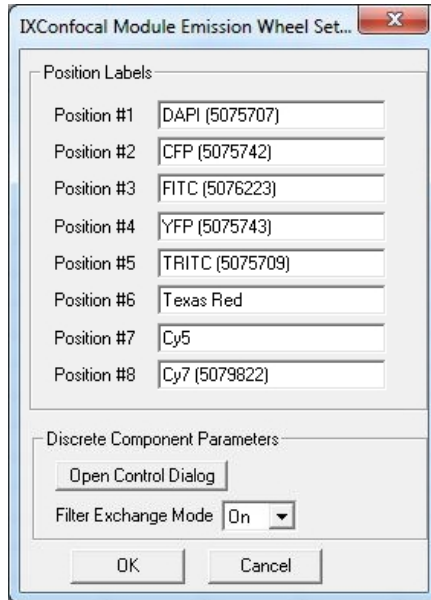 IXConfocal Module Emission Wheel Set...
Position Labels
Position #1 DAPI (5075707)
Position #2 CFP (5075742)
Position #3 FITC (5076223)
Position #4 YFP (5075743)
Position #5 TRITC (5075709)
Position #6 Texas Red
Position #7 Cy5
Position #8 Cy7 (5079822)
Discrete Component Parameters
Open Control Dialog
Filter Exchange Mode On
OK Cancel